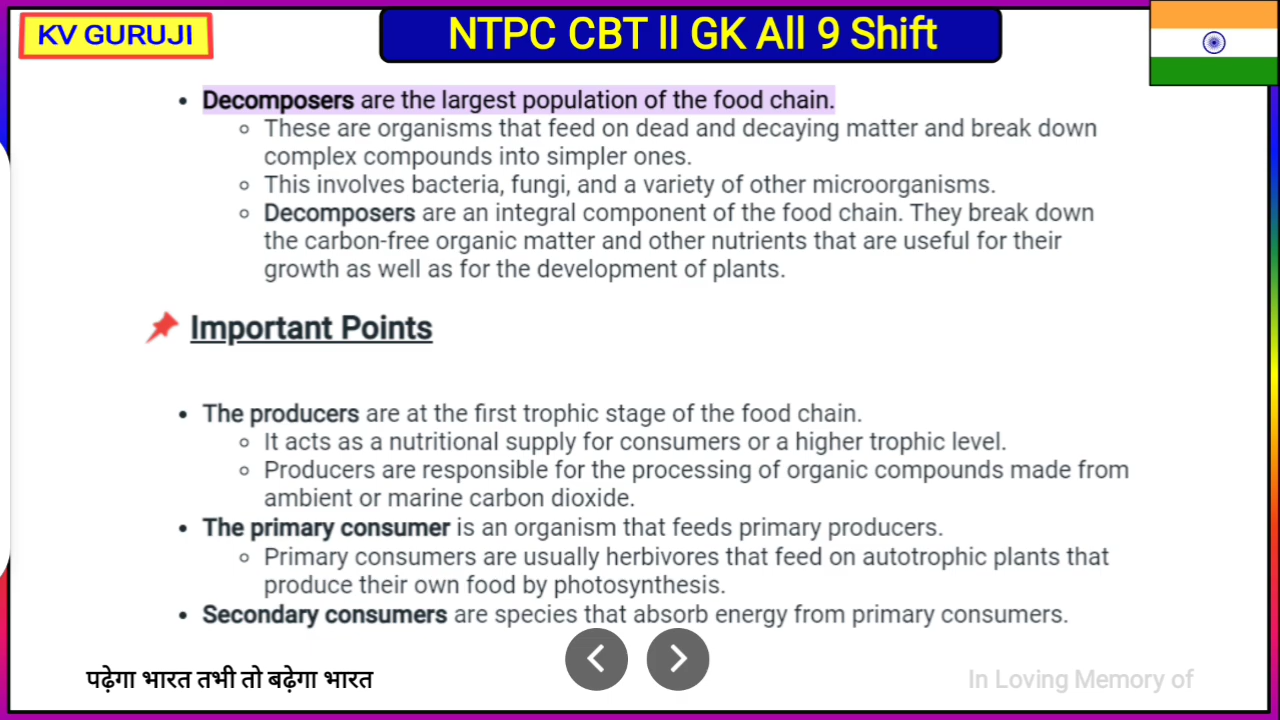 KV GURUJI
NTPC CBT ll GK All 9 Shift
Decomposers are the largest population of the food chain.
These are organisms that feed on dead and decaying matter and break down
complex compounds into simpler ones.
This involves bacteria, fungi, and a variety of other microorganisms.
Decomposers are an integral component of the food chain. They break down
the carbon-free organic matter and other nutrients that are useful for their
growth as well as for the development of plants.
Important Points
The producers are at the first trophic stage of the food chain.
It acts as a nutritional supply for consumers or a higher trophic level.
Producers are responsible for the processing of organic compounds made from
ambient or marine carbon dioxide.
The primary consumer is an organism that feeds primary producers.
Primary consumers are usually herbivores that feed on autotrophic plants that
produce their own food by photosynthesis.
Secondary consumers are species that absorb energy from primary consumers.
पढ़ेगा भारत तभी तो बढ़ेगा भारत
In Loving Memory of